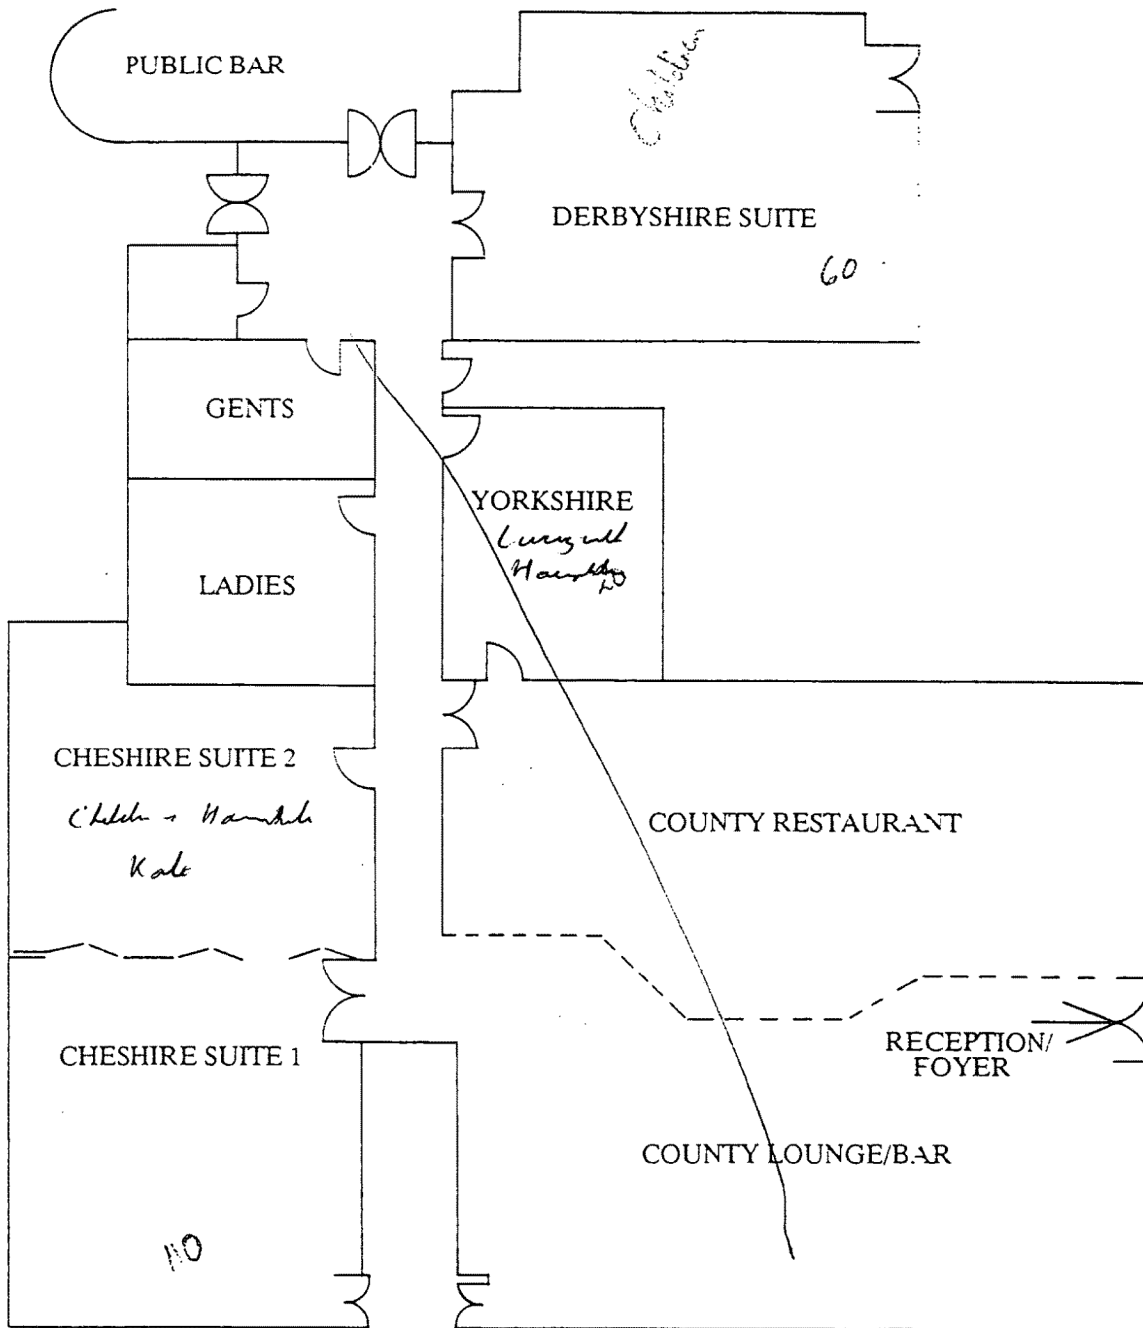 PUBLIC BAR
Children
DERBYSHIRE SUITE
60
GENTS
YORKSHIRE
LADIES
CHESHIRE SUITE 2
Kate
COUNTY RESTAURANT
CHESHIRE SUITE 1
RECEPTION/
FOYER
COUNTY LOUNGE/BAR
110